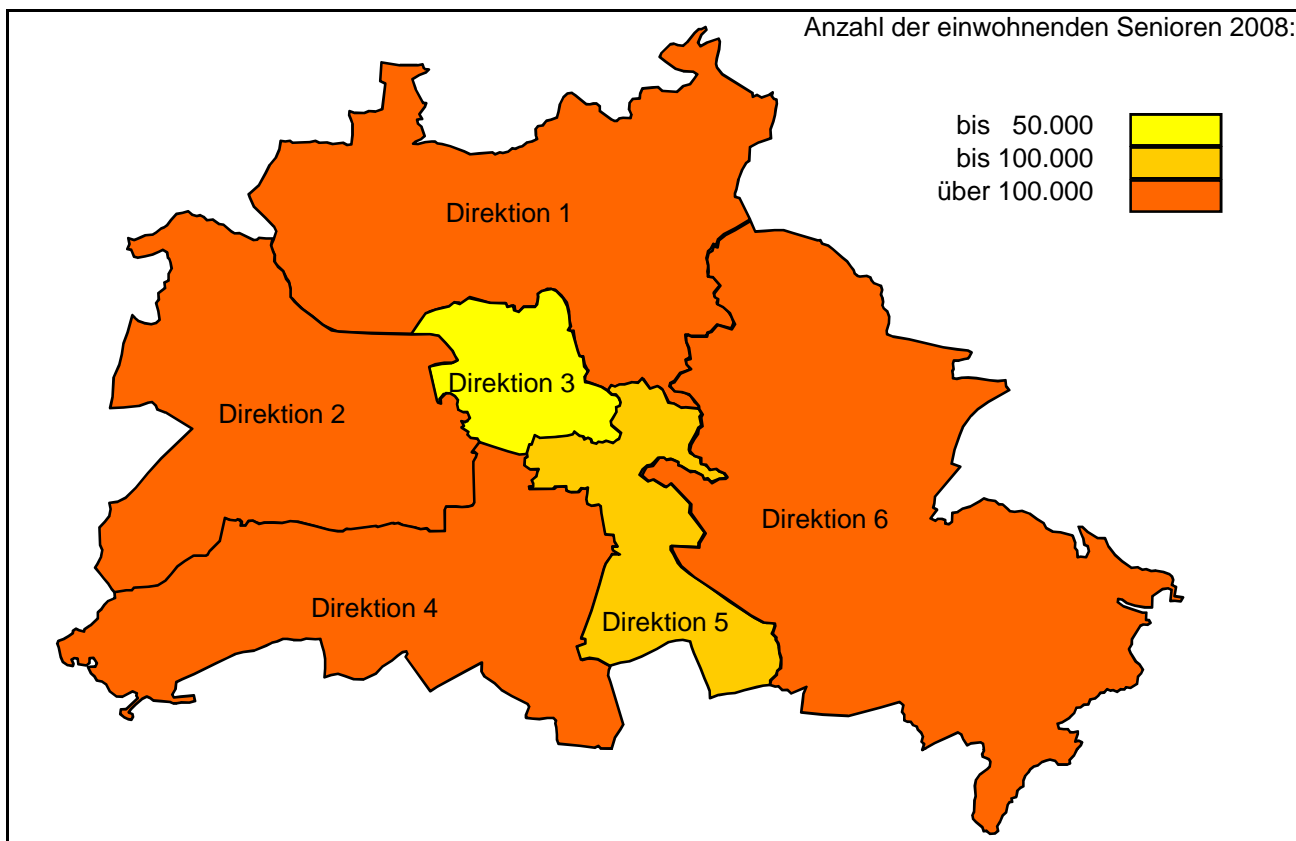 Anzahl der einwohnenden Senioren 2008:
bis 50.000
bis 100.000
über 100.000
Direktion 1
Direktion 3
Direktion 2
Direktion 6
Direktion 4
Direktion 5